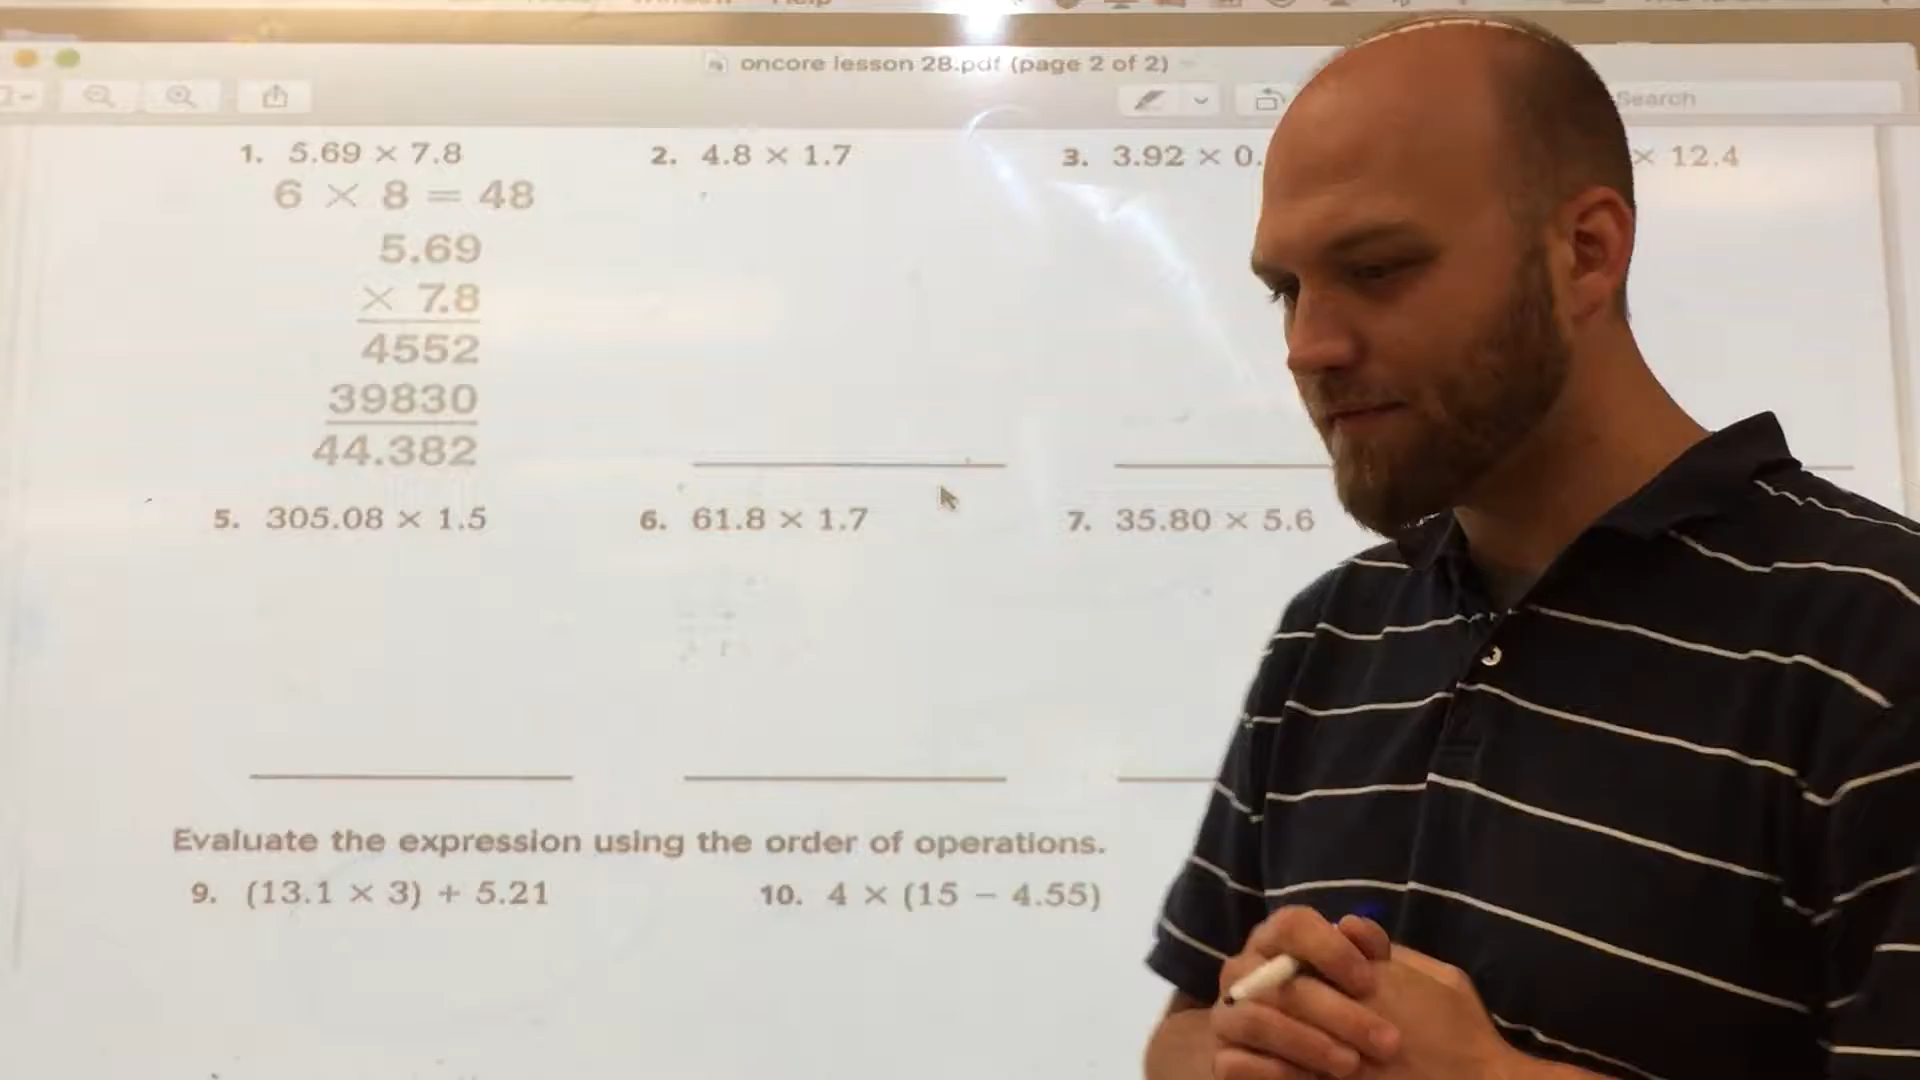 Window Help
oncore lesson 28.pdf (page 2 of 2)
Search
1. 5.69 × 7.8
2. 4.8 × 1.7
3. 3.92 × 0.
× 12.4
6 × 8 = 48
5.69
× 7.8
4552
39830
44.382
5. 305.08 × 1.5
6. 61.8 × 1.7
7. 35.80 × 5.6
Evaluate the expression using the order of operations.
9. (13.1 × 3) + 5.21
10. 4 × (15 − 4.55)